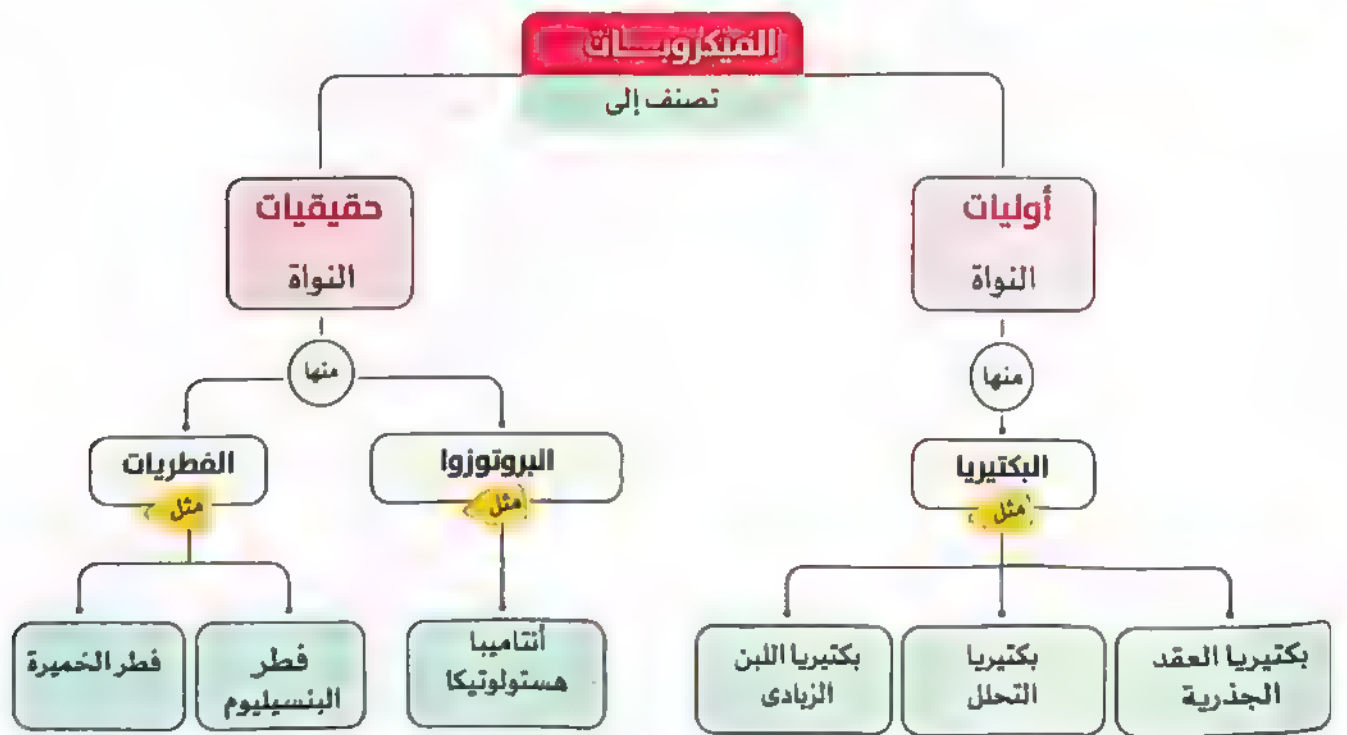 الميكروبات
تصنف إلى
أوليات
النواة
حقيقيات
النواة
منها
منها
البكتيريا
البروتوزوا
الفطريات
مثل
مثل
مثل
بكتيريا العقد
الجذرية
بكتيريا
التحلل
بكتيريا اللبن
الزبادى
أنتاميبا
هستولوتيكا
فطر
البنسيليوم
فطر الخميرة